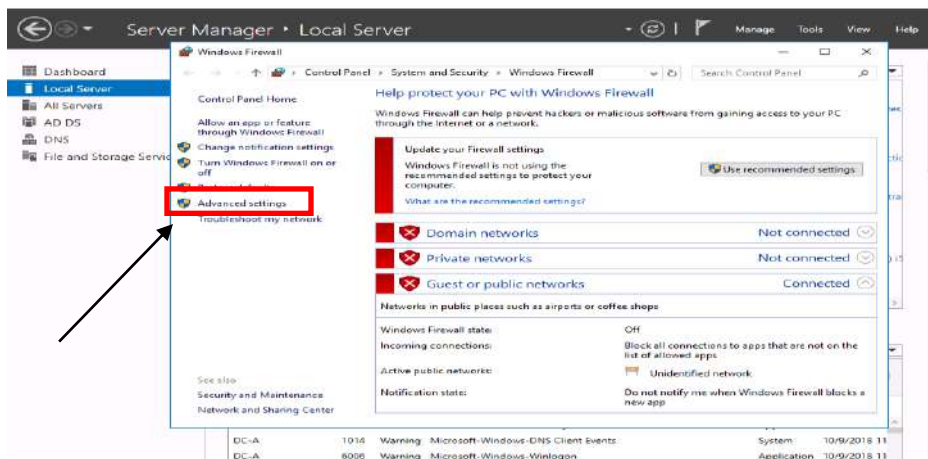 Server Manager • Local Server
Manage Tools View Help
Dashboard
Local Server
All Servers
AD DS
DNS
File and Storage Servic
Windows Firewall
Control Panel › System and Security › Windows Firewall
Search Control Panel
Control Panel Home
Allow an app or feature
through Windows Firewall
Change notification settings
Turn Windows Firewall on or
off
Advanced settings
Troubleshoot my network
See also
Security and Maintenance
Network and Sharing Center
Help protect your PC with Windows Firewall
Windows Firewall can help prevent hackers or malicious software from gaining access to your PC
through the Internet or a network.
Update your Firewall settings
Windows Firewall is not using the
recommended settings to protect your
computer.
Use recommended settings
What are the recommended settings?
Domain networks Not connected
Private networks Not connected
Guest or public networks Connected
Networks in public places such as airports or coffee shops
Windows Firewall state: Off
Incoming connections: Block all connections to apps that are not on the
list of allowed apps
Active public networks: Unidentified network
Notification state: Do not notify me when Windows Firewall blocks a
new app
DC-A 1014 Warning Microsoft-Windows-DNS Client Events System 10/9/2018 11
DC-A 6006 Warning Microsoft-Windows-Winlogon Application 10/9/2018 11